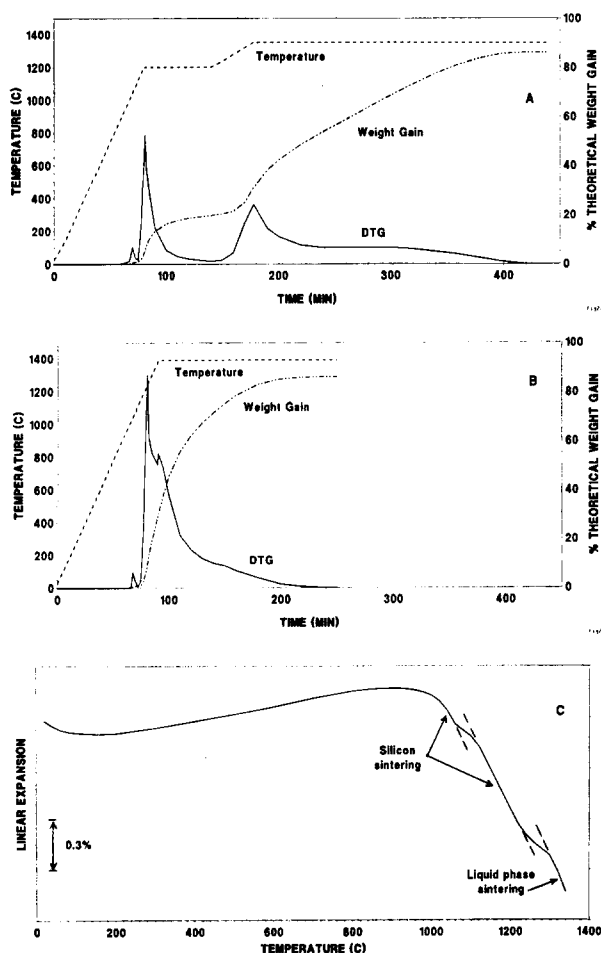 TEMPERATURE (C)
1400
1200
1000
800
600
400
200
0
Temperature
Weight Gain
DTG
A
100
80
60
40
20
0
% THEORETICAL WEIGHT GAIN
0
100
200
300
400
TIME (MIN)
TEMPERATURE (C)
1400
1200
1000
800
600
400
200
0
Temperature
Weight Gain
DTG
B
100
80
60
40
20
0
% THEORETICAL WEIGHT GAIN
0
100
200
300
400
TIME (MIN)
LINEAR EXPANSION
0.3%
C
Silicon
sintering
Liquid phase
sintering
0
200
400
600
800
1000
1200
1400
TEMPERATURE (C)